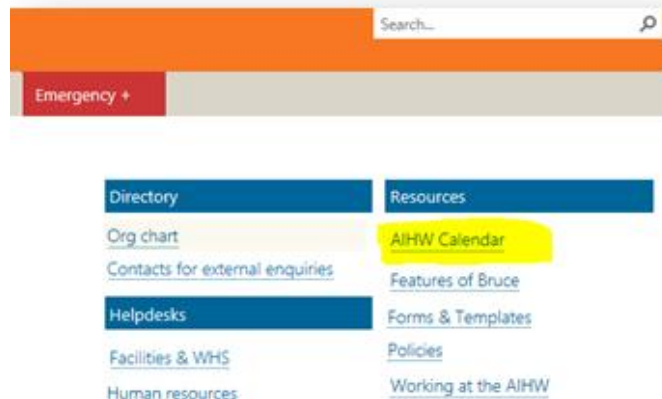 Search...
Emergency +
Directory
Org chart
Contacts for external enquiries
Helpdesks
Facilities & WHS
Human resources
Resources
AIHW Calendar
Features of Bruce
Forms & Templates
Policies
Working at the AIHW